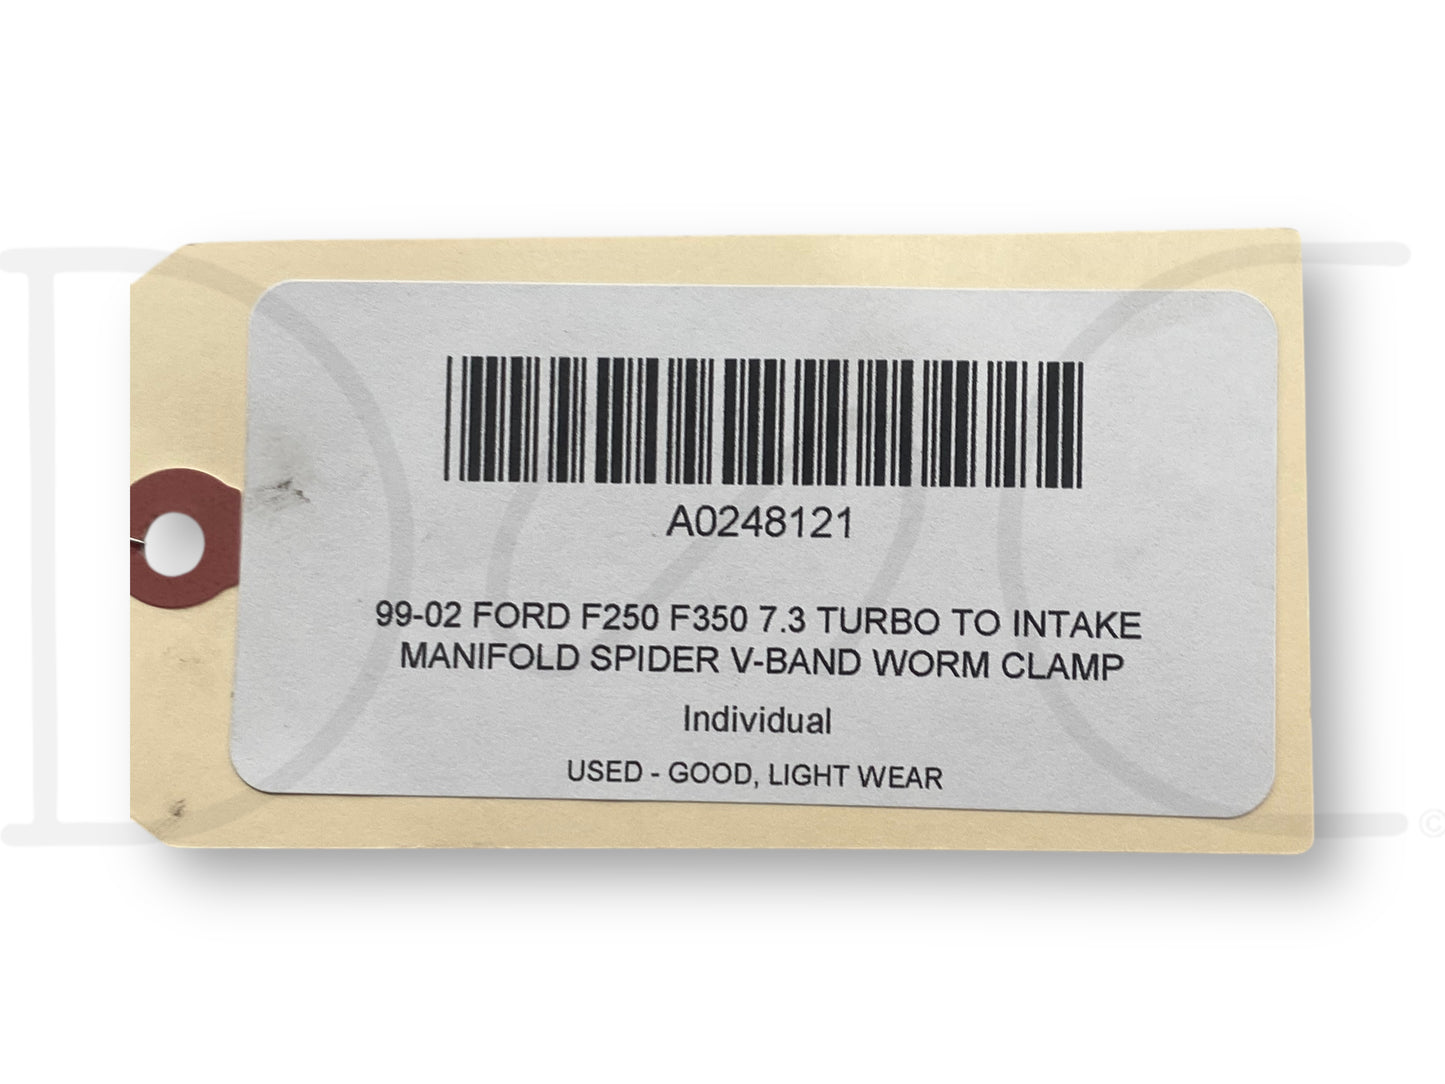 A0248121
99-02 FORD F250 F350 7.3 TURBO TO INTAKE
MANIFOLD SPIDER V-BAND WORM CLAMP
Individual
USED - GOOD, LIGHT WEAR
©